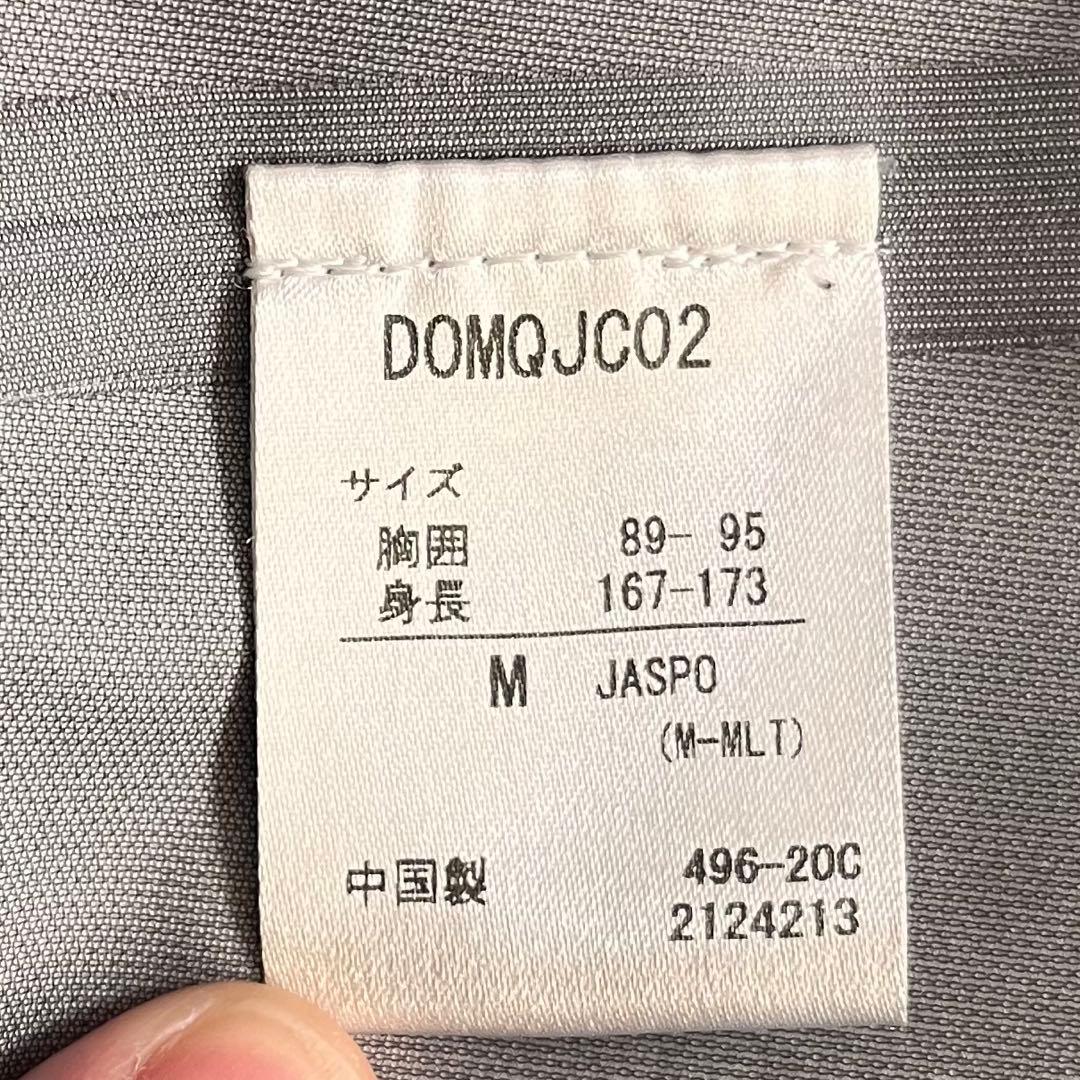 DOMQJC02
サイズ
胸囲 89- 95
身長 167-173
M JASPO
(M-MLT)
中国製 496-20C
2124213